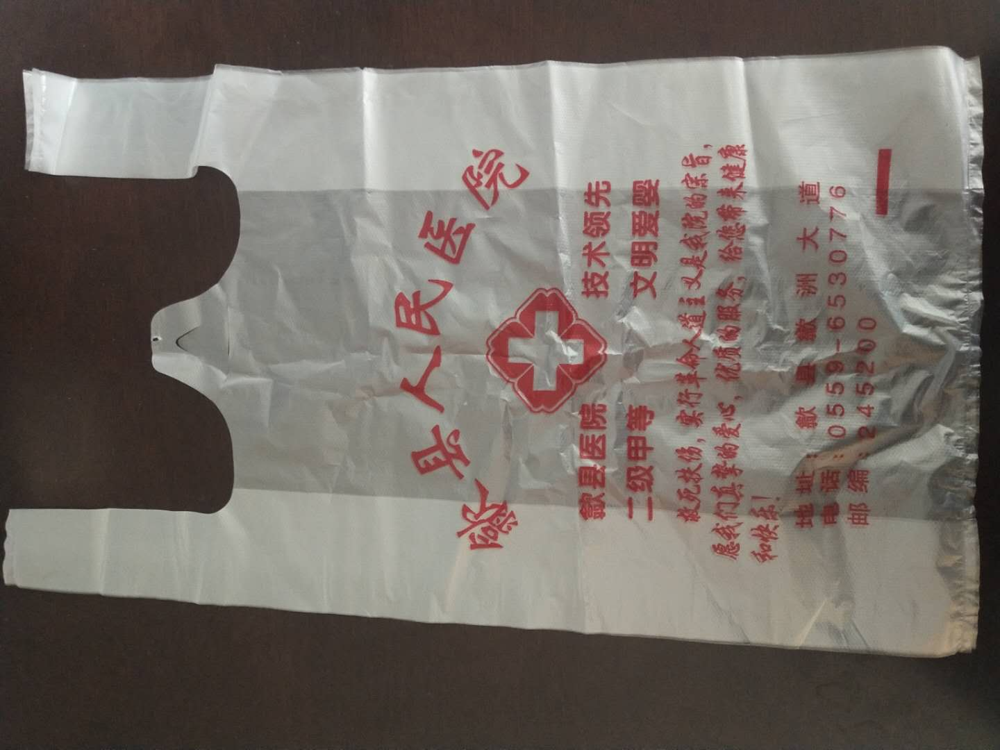 歙县人民医院
歙县医院 技术领先
二级甲等 文明爱婴
救死扶伤，实行革命人道主义是我院的宗旨，
愿我们真挚的爱心，优质的服务，给您带来健康
和快乐！
地址：歙县歙洲大道
电话：0559-6530776
邮编：245200